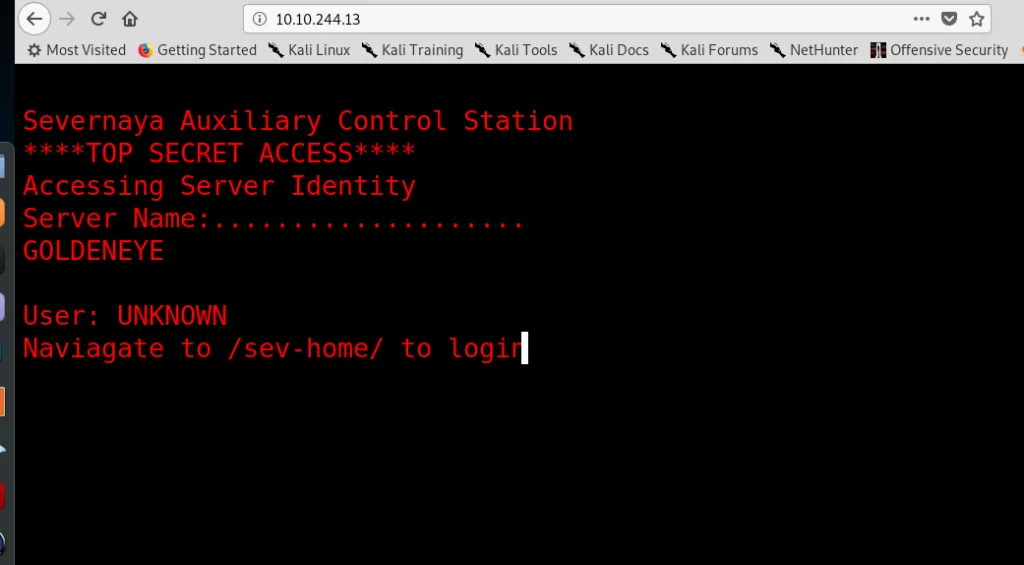 10.10.244.13
Most Visited Getting Started Kali Linux Kali Training Kali Tools Kali Docs Kali Forums NetHunter Offensive Security
Severnaya Auxiliary Control Station
****TOP SECRET ACCESS****
Accessing Server Identity
Server Name:....................
GOLDENEYE
User: UNKNOWN
Naviagate to /sev-home/ to login